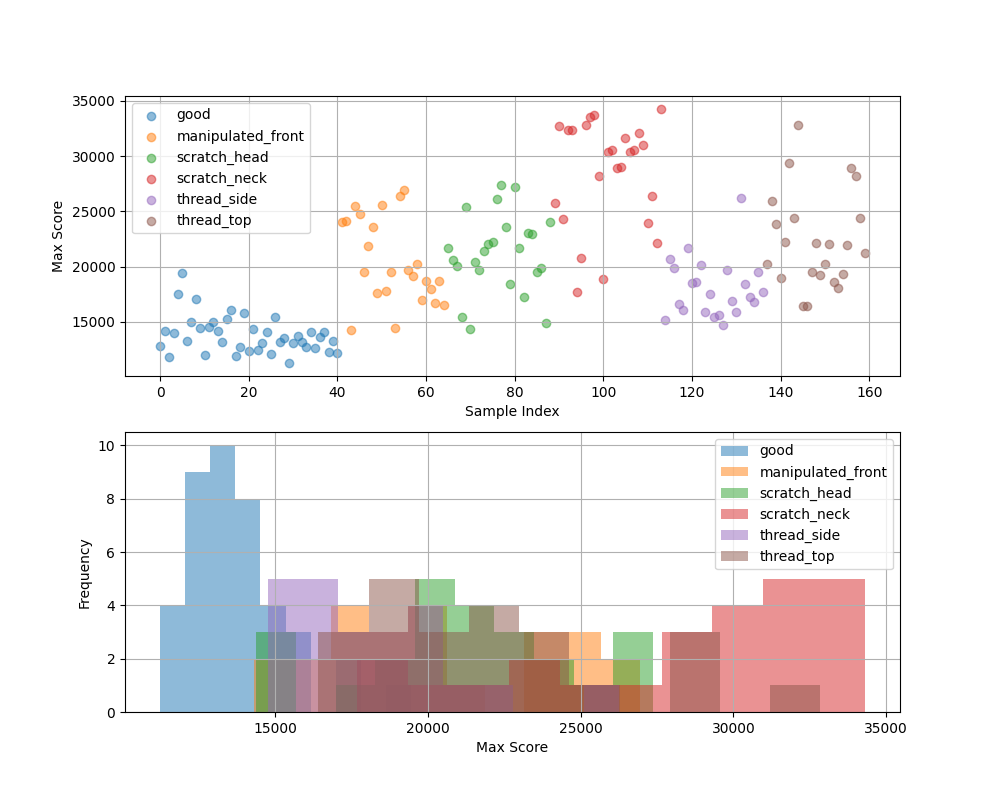 35000
30000
25000
20000
15000
Max Score
good
manipulated_front
scratch_head
scratch_neck
thread_side
thread_top
0 20 40 60 80 100 120 140 160
Sample Index
10
8
6
4
2
0
Frequency
good
manipulated_front
scratch_head
scratch_neck
thread_side
thread_top
15000 20000 25000 30000 35000
Max Score